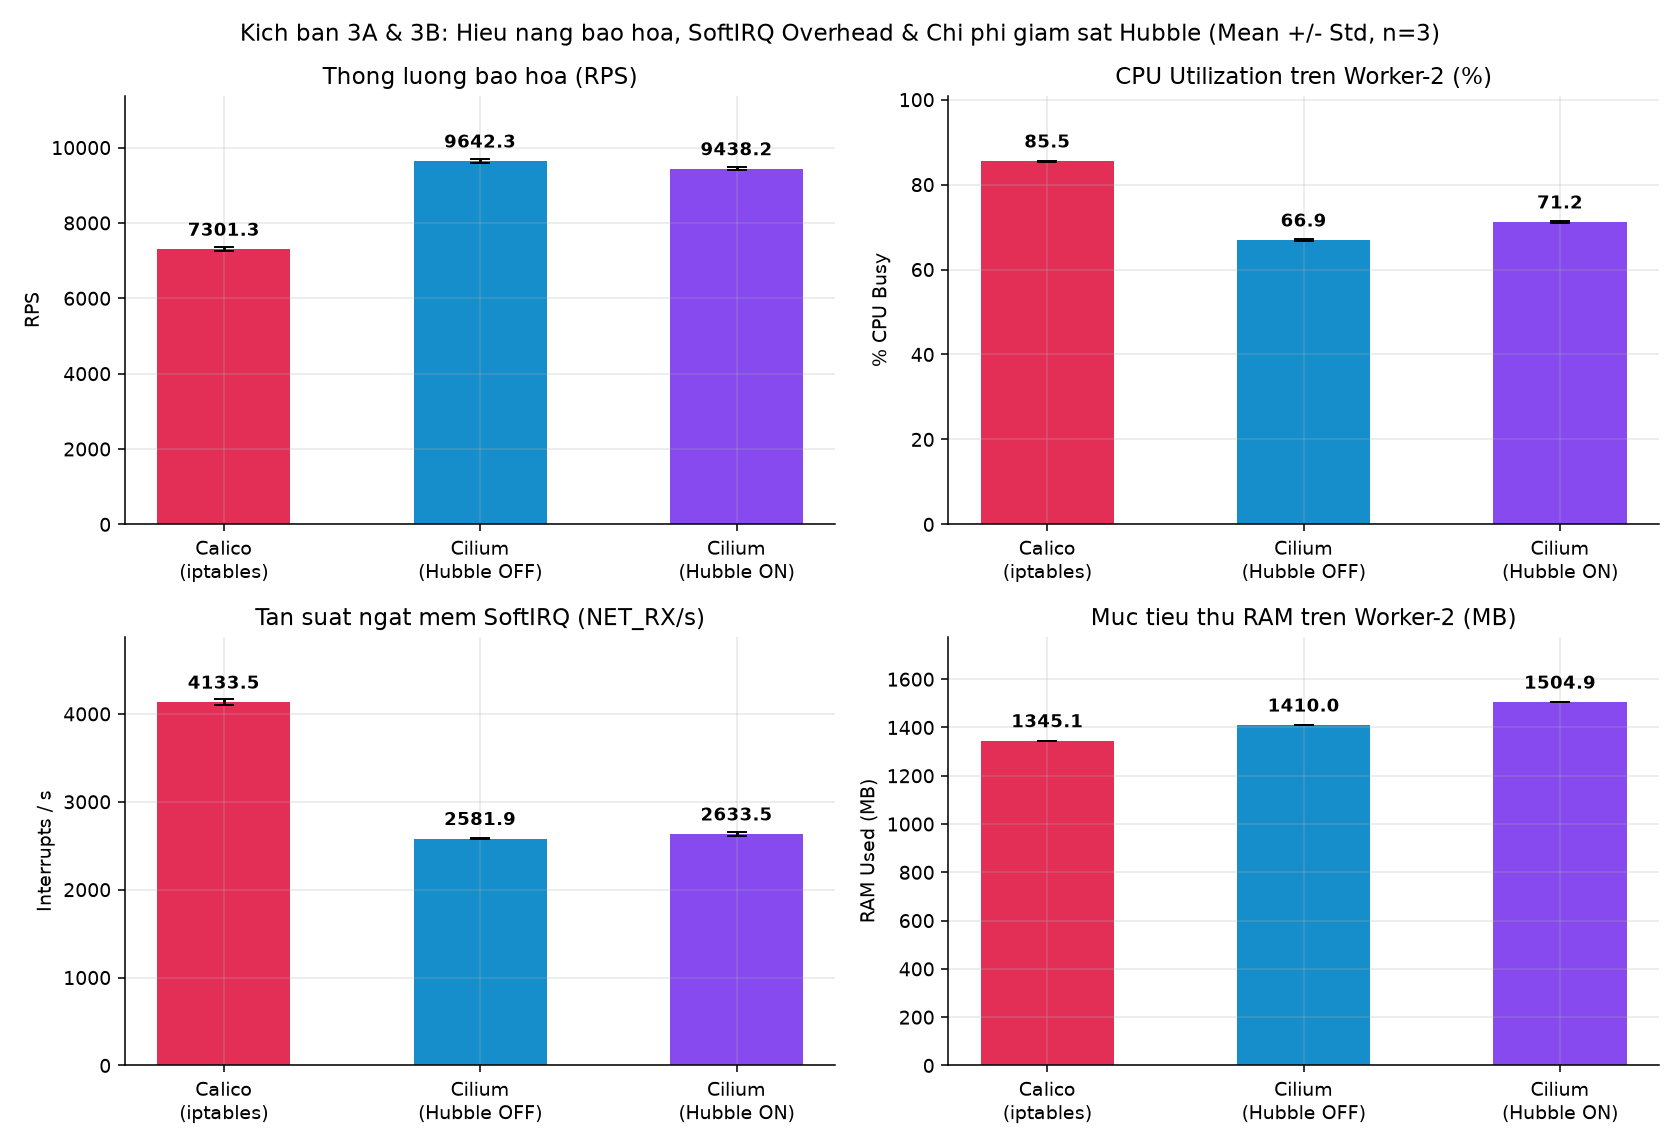 Kich ban 3A & 3B: Hieu nang bao hoa, SoftIRQ Overhead & Chi phi giam sat Hubble (Mean +/- Std, n=3)
Thong luong bao hoa (RPS)
RPS
10000
8000
6000
4000
2000
0
7301.3
9642.3
9438.2
Calico
(iptables)
Cilium
(Hubble OFF)
Cilium
(Hubble ON)
CPU Utilization tren Worker-2 (%)
% CPU Busy
100
80
60
40
20
0
85.5
66.9
71.2
Calico
(iptables)
Cilium
(Hubble OFF)
Cilium
(Hubble ON)
Tan suat ngat mem SoftIRQ (NET_RX/s)
Interrupts / s
4000
3000
2000
1000
0
4133.5
2581.9
2633.5
Calico
(iptables)
Cilium
(Hubble OFF)
Cilium
(Hubble ON)
Muc tieu thu RAM tren Worker-2 (MB)
RAM Used (MB)
1600
1400
1200
1000
800
600
400
200
0
1345.1
1410.0
1504.9
Calico
(iptables)
Cilium
(Hubble OFF)
Cilium
(Hubble ON)